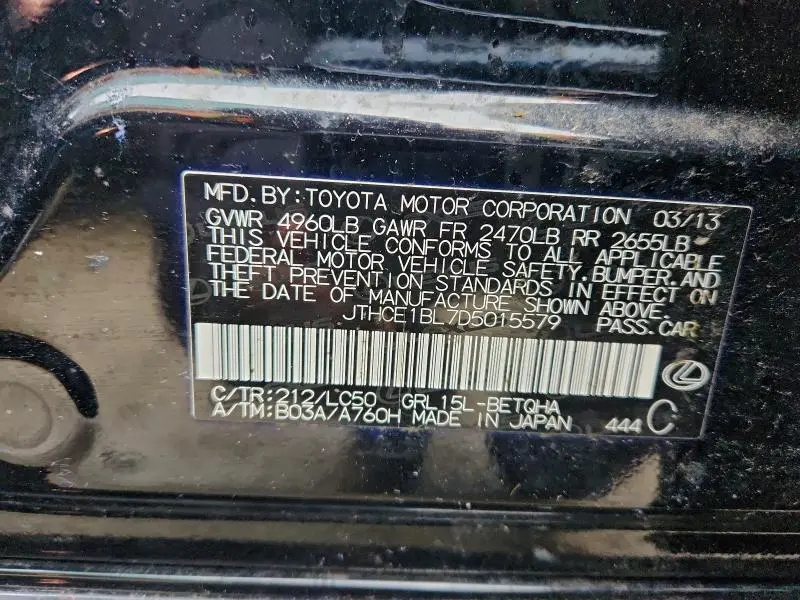 MFD. BY: TOYOTA MOTOR CORPORATION 03/13
GVWR 4960LB GAWR FR 2470LB RR 2655LB
THIS VEHICLE CONFORMS TO ALL APPLICABLE
FEDERAL MOTOR VEHICLE SAFETY, BUMPER, AND
THEFT PREVENTION STANDARDS IN EFFECT ON
THE DATE OF MANUFACTURE SHOWN ABOVE.
JTHCE1BL7D5015579 PASS. CAR
C/TR: 212/LC50 GRL15L-BETQHA
A/TM: B03A/A760H MADE IN JAPAN 444 C